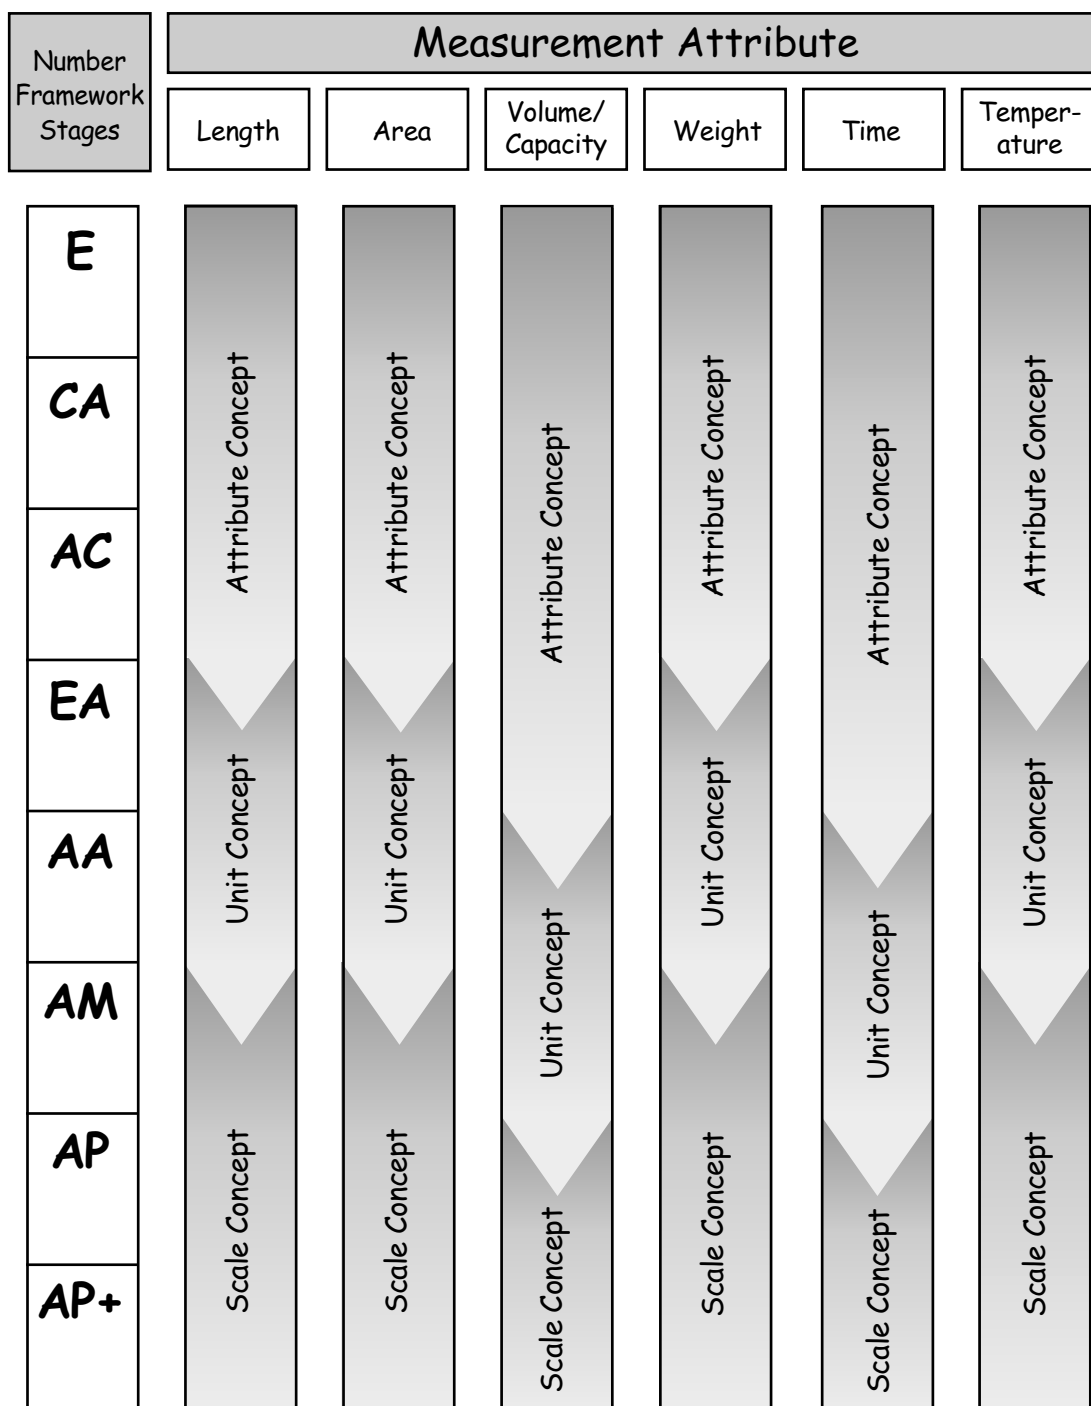 Number
Framework
Stages
Measurement Attribute
Length
Area
Volume/
Capacity
Weight
Time
Temper-
ature
E
CA
AC
EA
AA
AM
AP
AP+
Attribute Concept
Unit Concept
Scale Concept
Attribute Concept
Unit Concept
Scale Concept
Attribute Concept
Unit Concept
Scale Concept
Attribute Concept
Unit Concept
Scale Concept
Attribute Concept
Unit Concept
Scale Concept
Attribute Concept
Unit Concept
Scale Concept